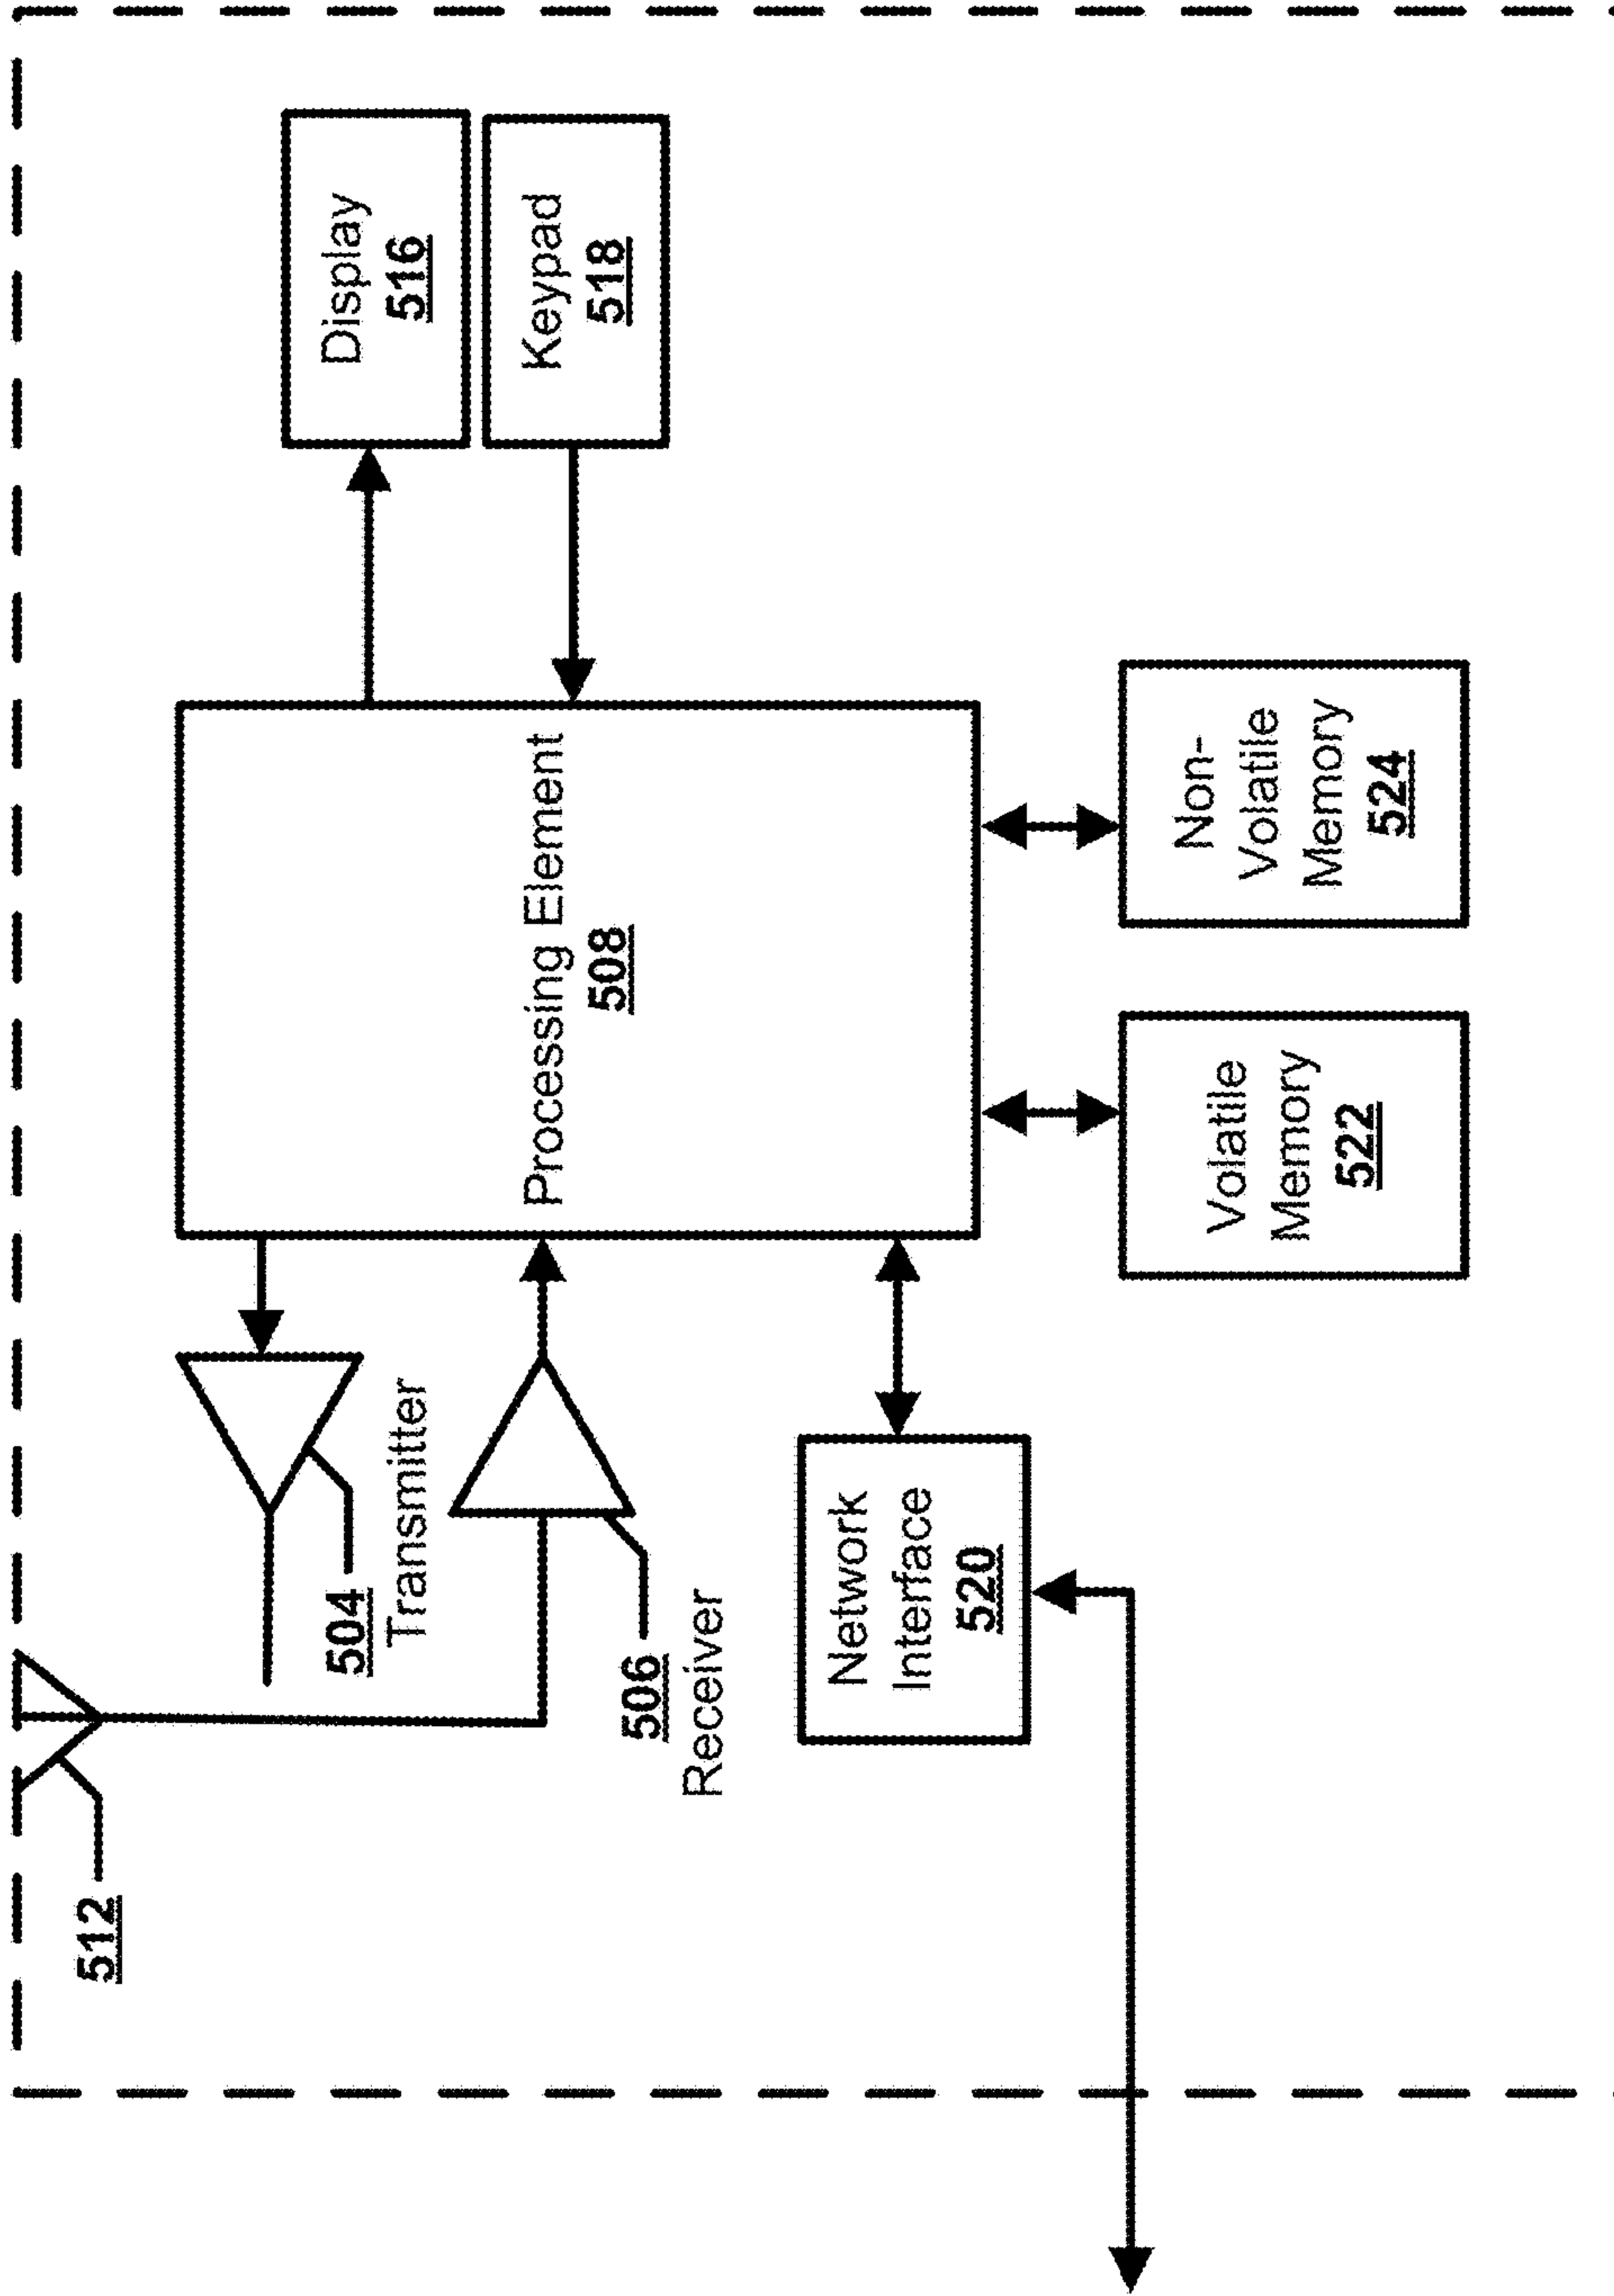 512
504
Transmitter
506
Receiver
Processing Element
508
Display
516
Keypad
518
Network
Interface
520
Volatile
Memory
522
Non-
Volatile
Memory
524